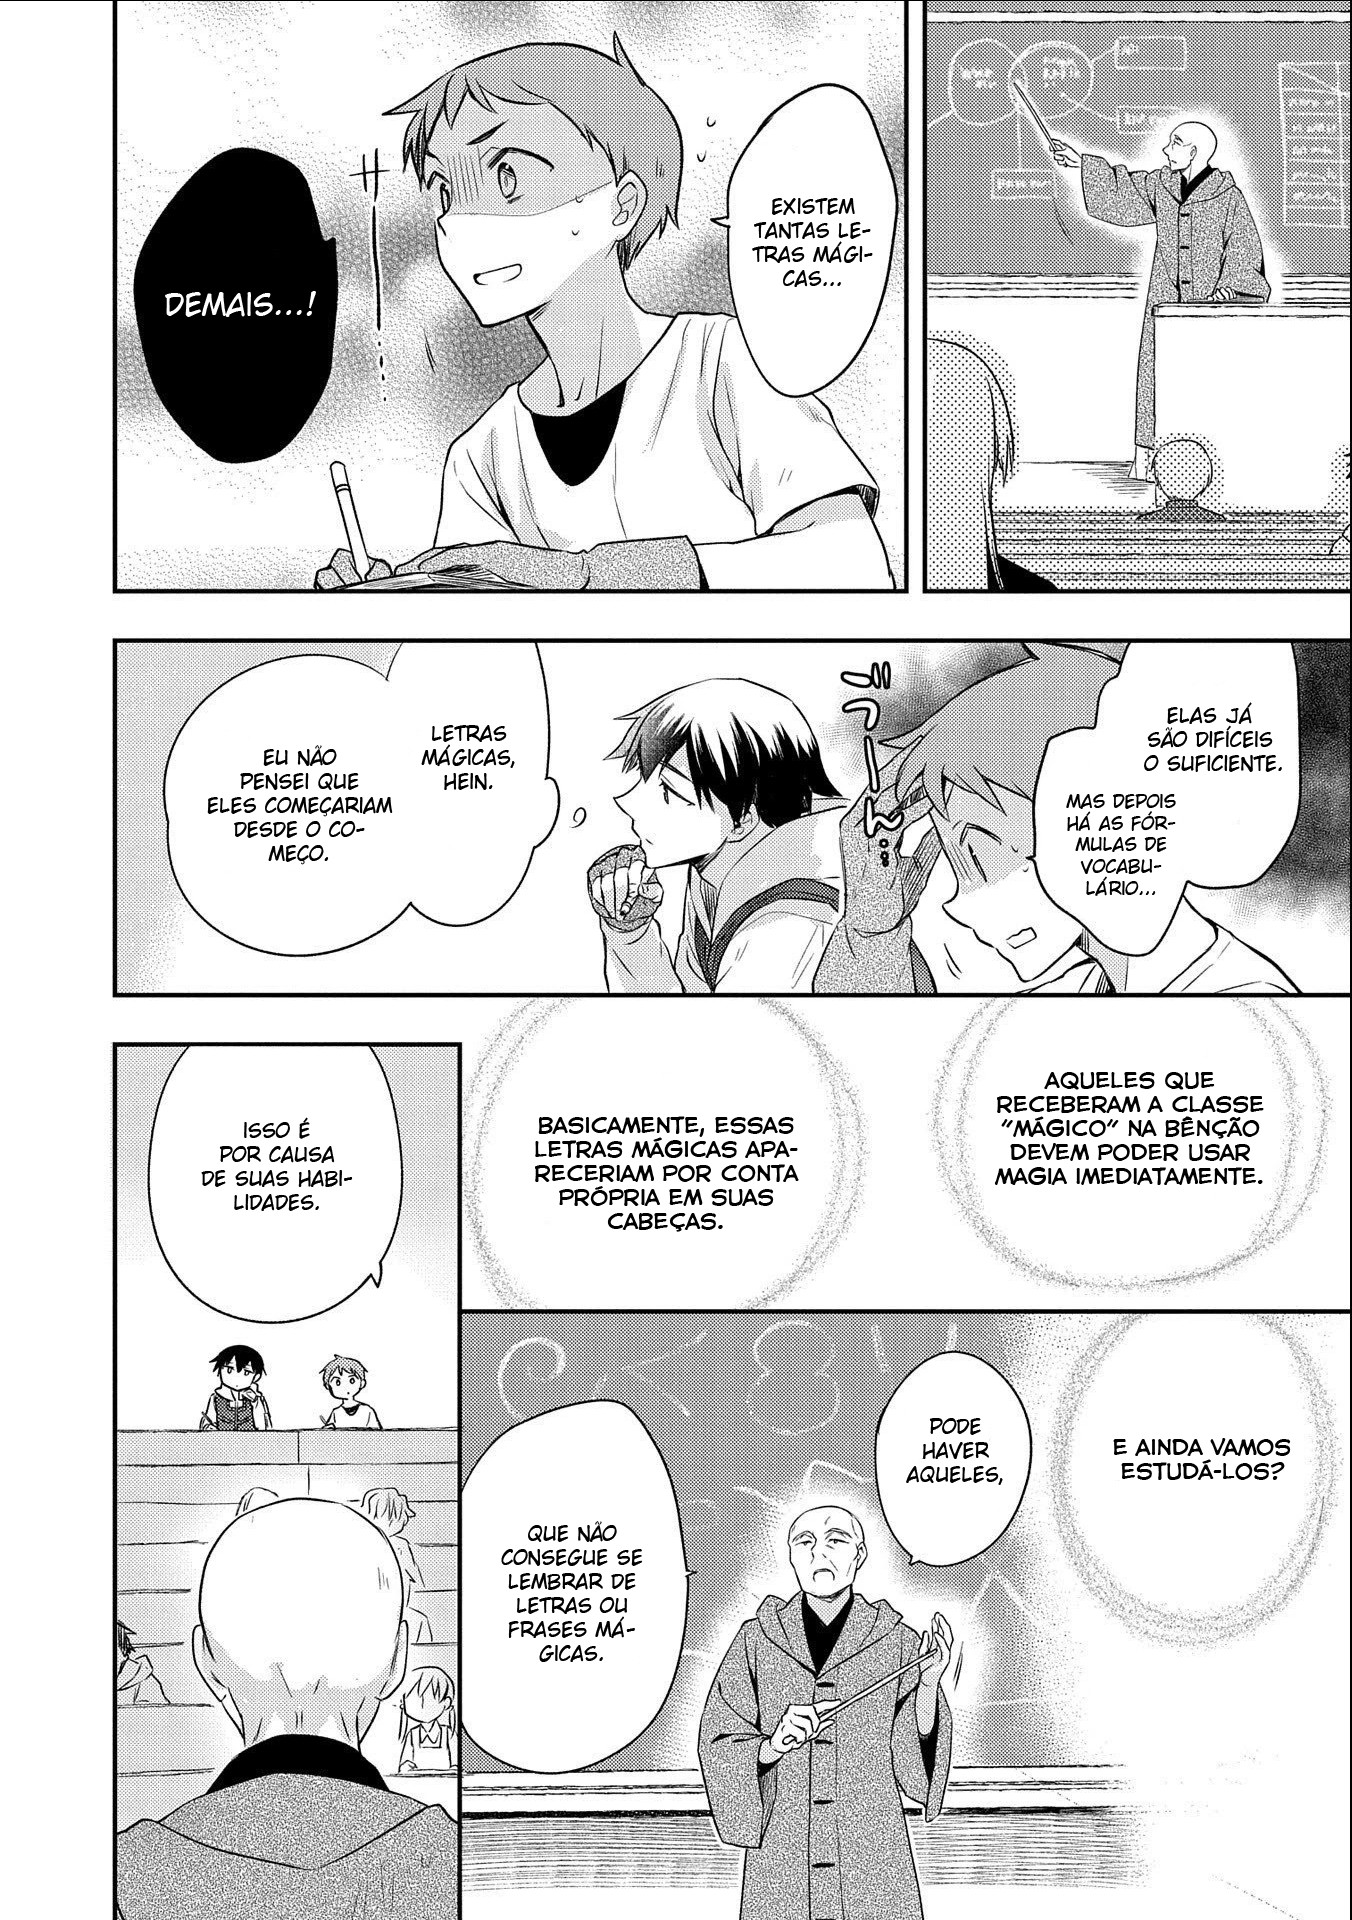 EXISTEM
TANTAS LE-
TRAS MÁGI-
CAS...
DEMAIS...!
ELAS JÁ
SÃO DIFÍCEIS
O SUFICIENTE.
MAS DEPOIS
HÁ AS FÓR-
MULAS DE
VOCABU-
LÁRIO...
ズーん...
LETRAS
MÁGICAS,
HEIN.
EU NÃO
PENSEI QUE
ELES COMEÇARIAM
DESDE O CO-
MEÇO.
AQUELES QUE
RECEBERAM A CLASSE
"MÁGICO" NA BÊNÇÃO
DEVEM PODER USAR
MAGIA IMEDIATAMENTE.
BASICAMENTE, ESSAS
LETRAS MÁGICAS APA-
RECERIAM POR CONTA
PRÓPRIA EM SUAS
CABEÇAS.
E AINDA VAMOS
ESTUDÁ-LOS?
PODE
HAVER
AQUELES,
QUE NÃO
CONSEGUE SE
LEMBRAR DE
LETRAS OU
FRASES MÁ-
GICAS.
ISSO É
POR CAUSA
DE SUAS HABI-
LIDADES.